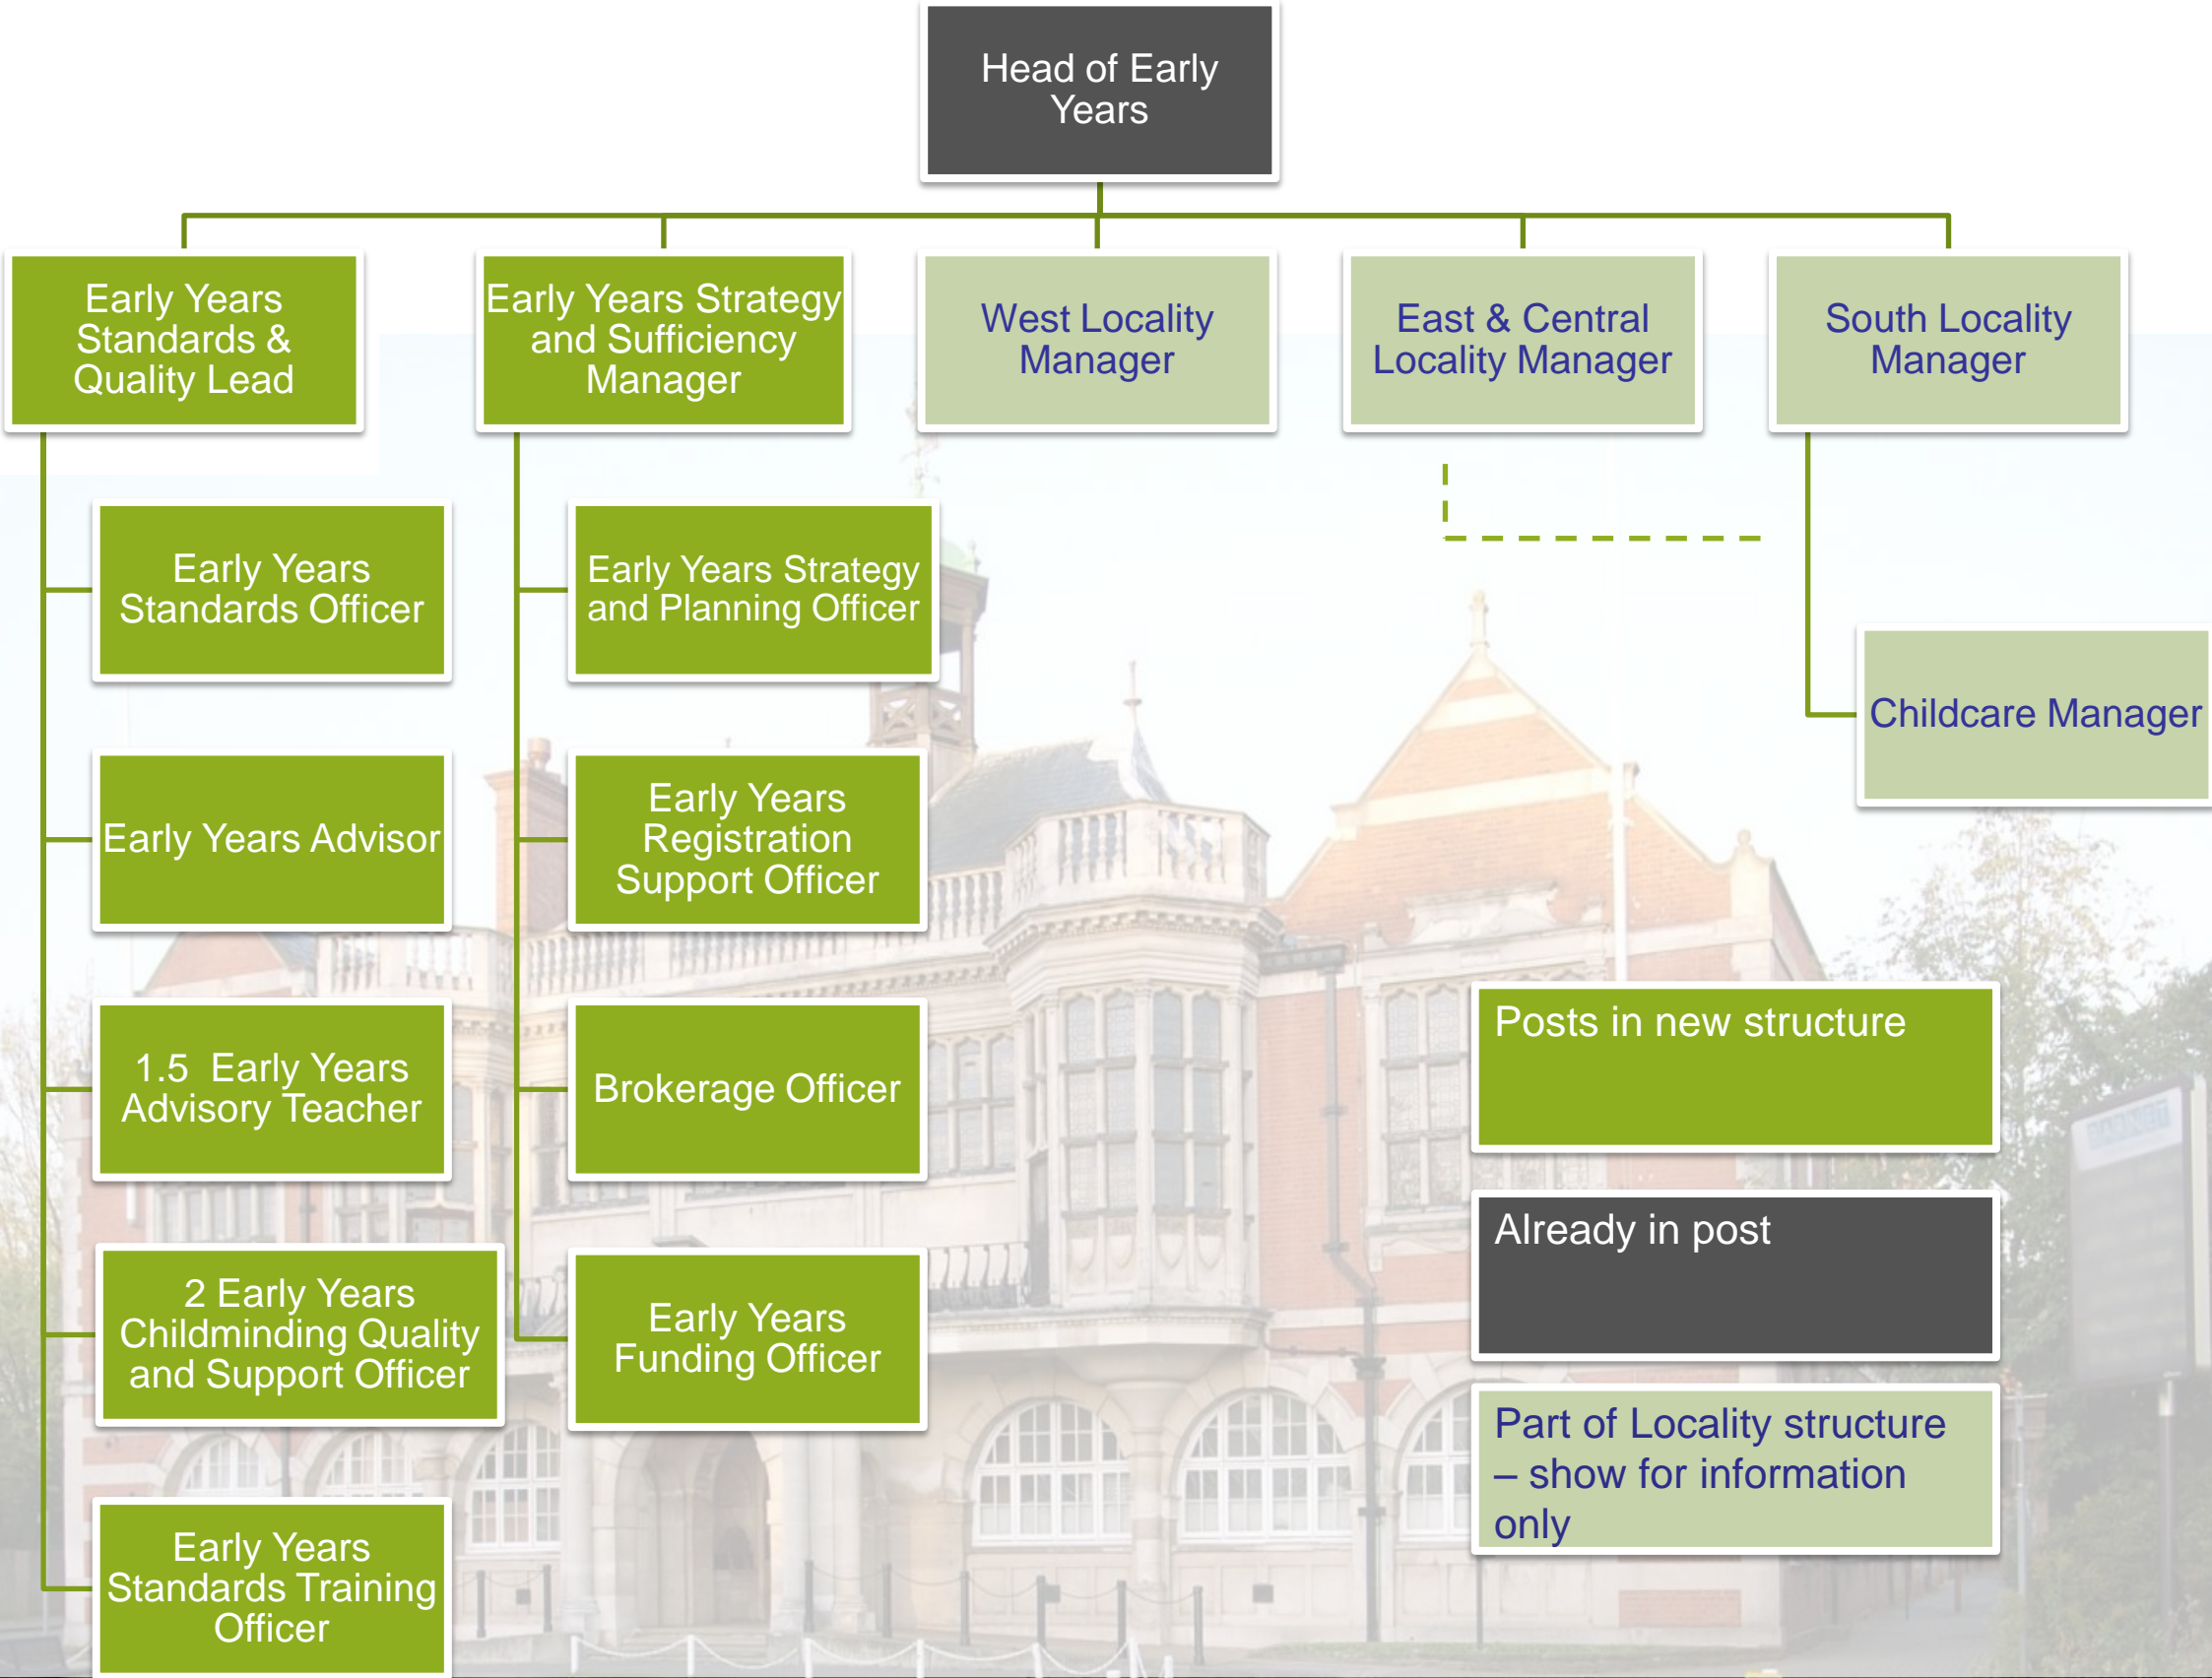 Head of Early
Years
Early Years
Standards &
Quality Lead
Early Years Strategy
and Sufficiency
Manager
West Locality
Manager
East & Central
Locality Manager
South Locality
Manager
Early Years
Standards Officer
Early Years Strategy
and Planning Officer
Childcare Manager
Early Years Advisor
Early Years
Registration
Support Officer
1.5  Early Years
Advisory Teacher
Brokerage Officer
2 Early Years
Childminding Quality
and Support Officer
Early Years
Funding Officer
Early Years
Standards Training
Officer
Posts in new structure
Already in post
Part of Locality structure
– show for information
only